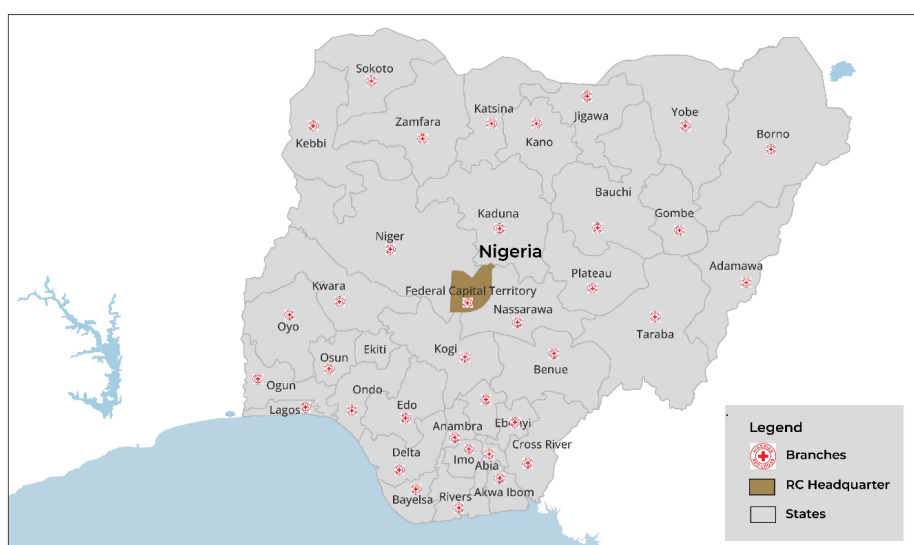 Sokoto
Katsina
Jigawa
Yobe
Zamfara
Kano
Borno
Kebbi
Bauchi
Kaduna
Gombe
Niger
Nigeria
Adamawa
Plateau
Kwara
Federal Capital Territory
Nassarawa
Oyo
Taraba
Osun
Ekiti
Kogi
Benue
Ogun
Ondo
Lagos
Edo
Anambra
Ebonyi
Delta
Imo
Abia
Cross River
Bayelsa
Rivers
Akwa Ibom
Legend
Branches
RC Headquarter
States